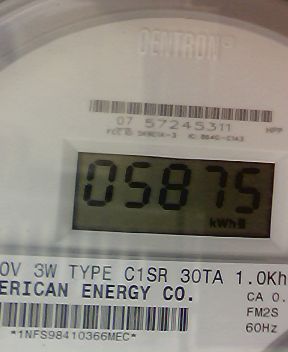 CENTRON®
07 57245311
HPP
05875
kWh
0V 3W TYPE C1SR 30TA 1.0Kh
ERICAN ENERGY CO.
CA 0.
FM2S
60Hz
*1NFS98410366MEC*